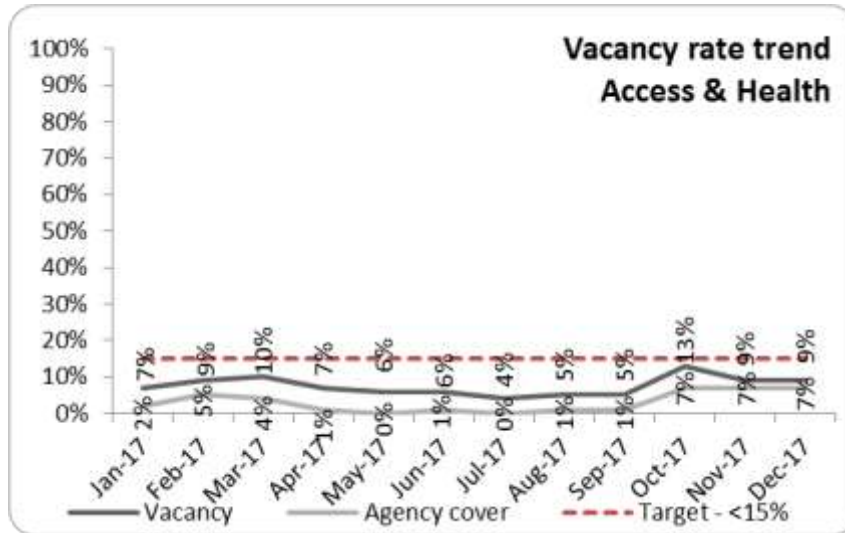 Vacancy rate trend
Access & Health
100%
90%
80%
70%
60%
50%
40%
30%
20%
10%
0%
7% 9% 10% 7% 6% 6% 4% 5% 5% 13% 9% 9%
2% 5% 4% 1% 0% 1% 0% 1% 1% 7% 7% 7%
Jan-17 Feb-17 Mar-17 Apr-17 May-17 Jun-17 Jul-17 Aug-17 Sep-17 Oct-17 Nov-17 Dec-17
Vacancy Agency cover Target - <15%